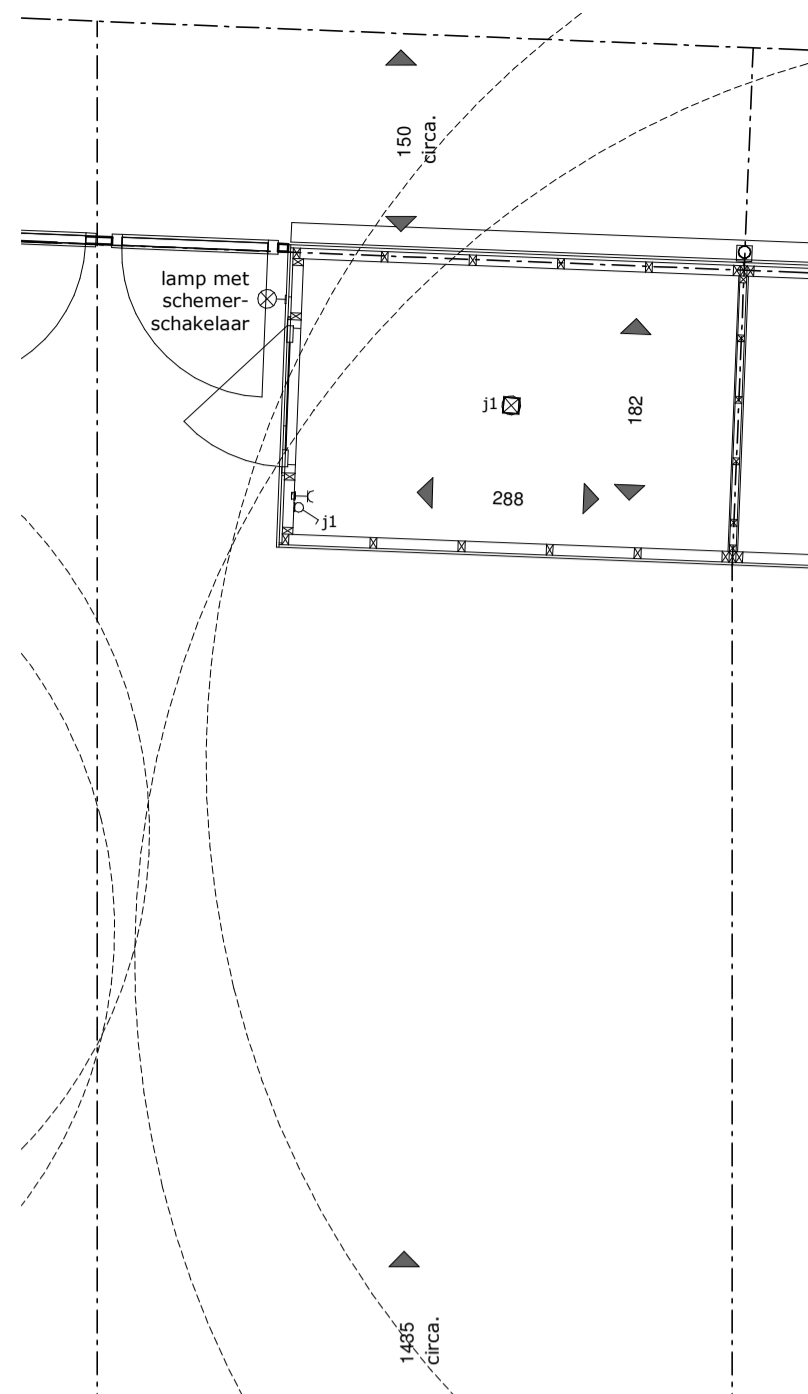 150
circa.
lamp met
schemer-
schakelaar
j1
182
288
j1
1435
circa.